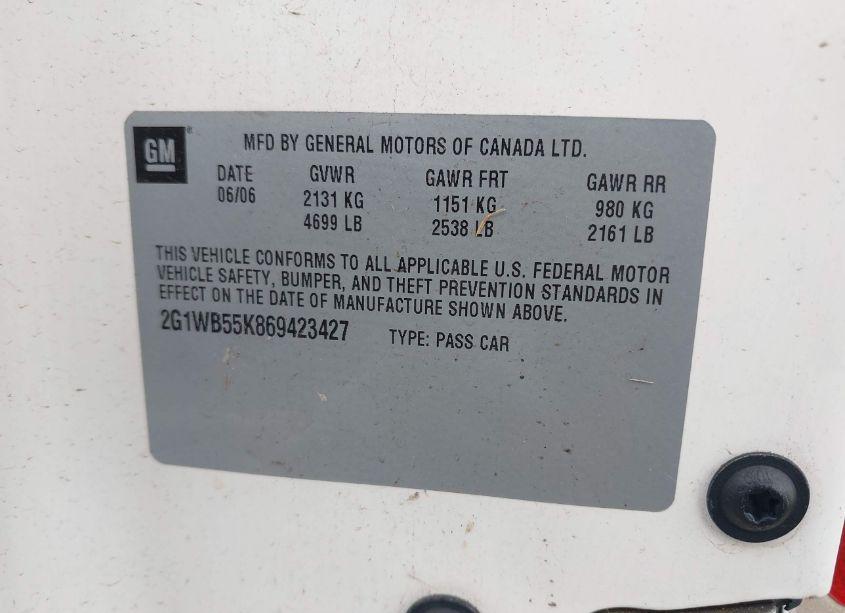 GM
MFD BY GENERAL MOTORS OF CANADA LTD.
DATE GVWR GAWR FRT GAWR RR
06/06 2131 KG 1151 KG 980 KG
4699 LB 2538 LB 2161 LB
THIS VEHICLE CONFORMS TO ALL APPLICABLE U.S. FEDERAL MOTOR
VEHICLE SAFETY, BUMPER, AND THEFT PREVENTION STANDARDS IN
EFFECT ON THE DATE OF MANUFACTURE SHOWN ABOVE.
2G1WB55K869423427 TYPE: PASS CAR